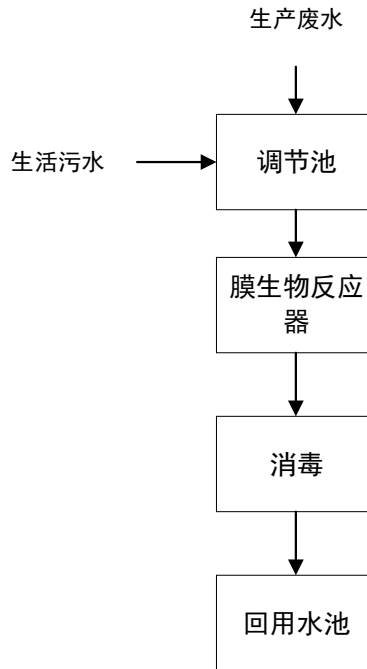 生产废水
生活污水
调节池
膜生物反应
器
消毒
回用水池